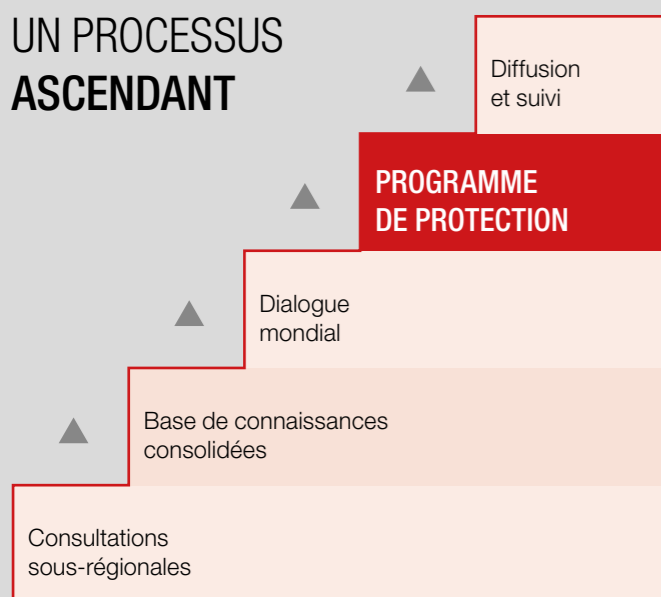 UN PROCESSUS
ASCENDANT
Diffusion
et suivi
PROGRAMME
DE PROTECTION
Dialogue
mondial
Base de connaissances
consolidées
Consultations
sous-régionales